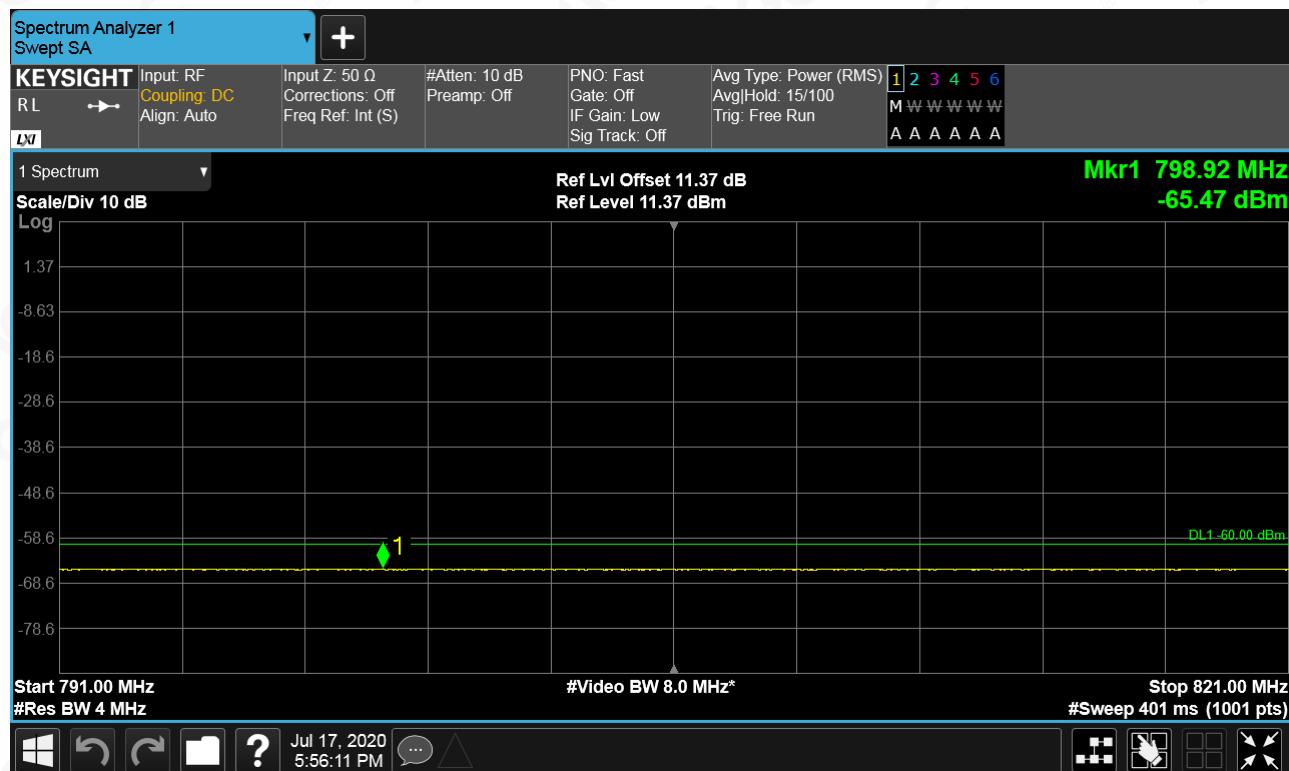 Spectrum Analyzer 1
Swept SA
KEYSIGHT
R L
LXI
Input: RF
Coupling: DC
Align: Auto
Input Z: 50 Ω
Corrections: Off
Freq Ref: Int (S)
#Atten: 10 dB
Preamp: Off
PNO: Fast
Gate: Off
IF Gain: Low
Sig Track: Off
Avg Type: Power (RMS)
Avg|Hold: 15/100
Trig: Free Run
1 2 3 4 5 6
M W W W W W
A A A A A A
1 Spectrum
Scale/Div 10 dB
Ref Lvl Offset 11.37 dB
Ref Level 11.37 dBm
Mkr1 798.92 MHz
-65.47 dBm
Log
1.37
-8.63
-18.6
-28.6
-38.6
-48.6
-58.6
-68.6
-78.6
1
DL1 -60.00 dBm
Start 791.00 MHz
#Res BW 4 MHz
#Video BW 8.0 MHz*
Stop 821.00 MHz
#Sweep 401 ms (1001 pts)
?
Jul 17, 2020
5:56:11 PM